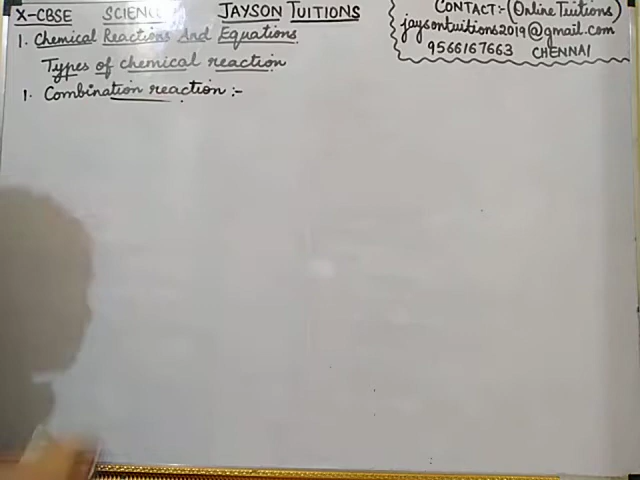 X-CBSE SCIENCE JAYSON TUITIONS
1. Chemical Reactions And Equations
Types of chemical reaction
1. Combination reaction :-
CONTACT:-(Online Tuitions)
jaysontuitions2019@gmail.com
9566167663 CHENNAI